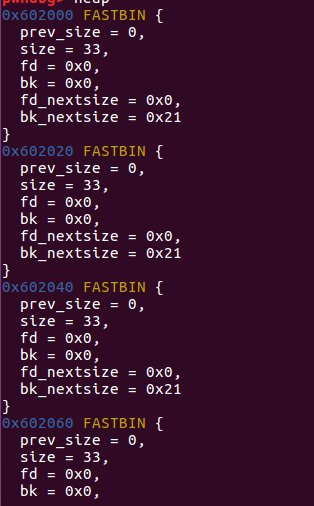 pwndbg> heap
0x602000 FASTBIN {
  prev_size = 0,
  size = 33,
  fd = 0x0,
  bk = 0x0,
  fd_nextsize = 0x0,
  bk_nextsize = 0x21
}
0x602020 FASTBIN {
  prev_size = 0,
  size = 33,
  fd = 0x0,
  bk = 0x0,
  fd_nextsize = 0x0,
  bk_nextsize = 0x21
}
0x602040 FASTBIN {
  prev_size = 0,
  size = 33,
  fd = 0x0,
  bk = 0x0,
  fd_nextsize = 0x0,
  bk_nextsize = 0x21
}
0x602060 FASTBIN {
  prev_size = 0,
  size = 33,
  fd = 0x0,
  bk = 0x0,